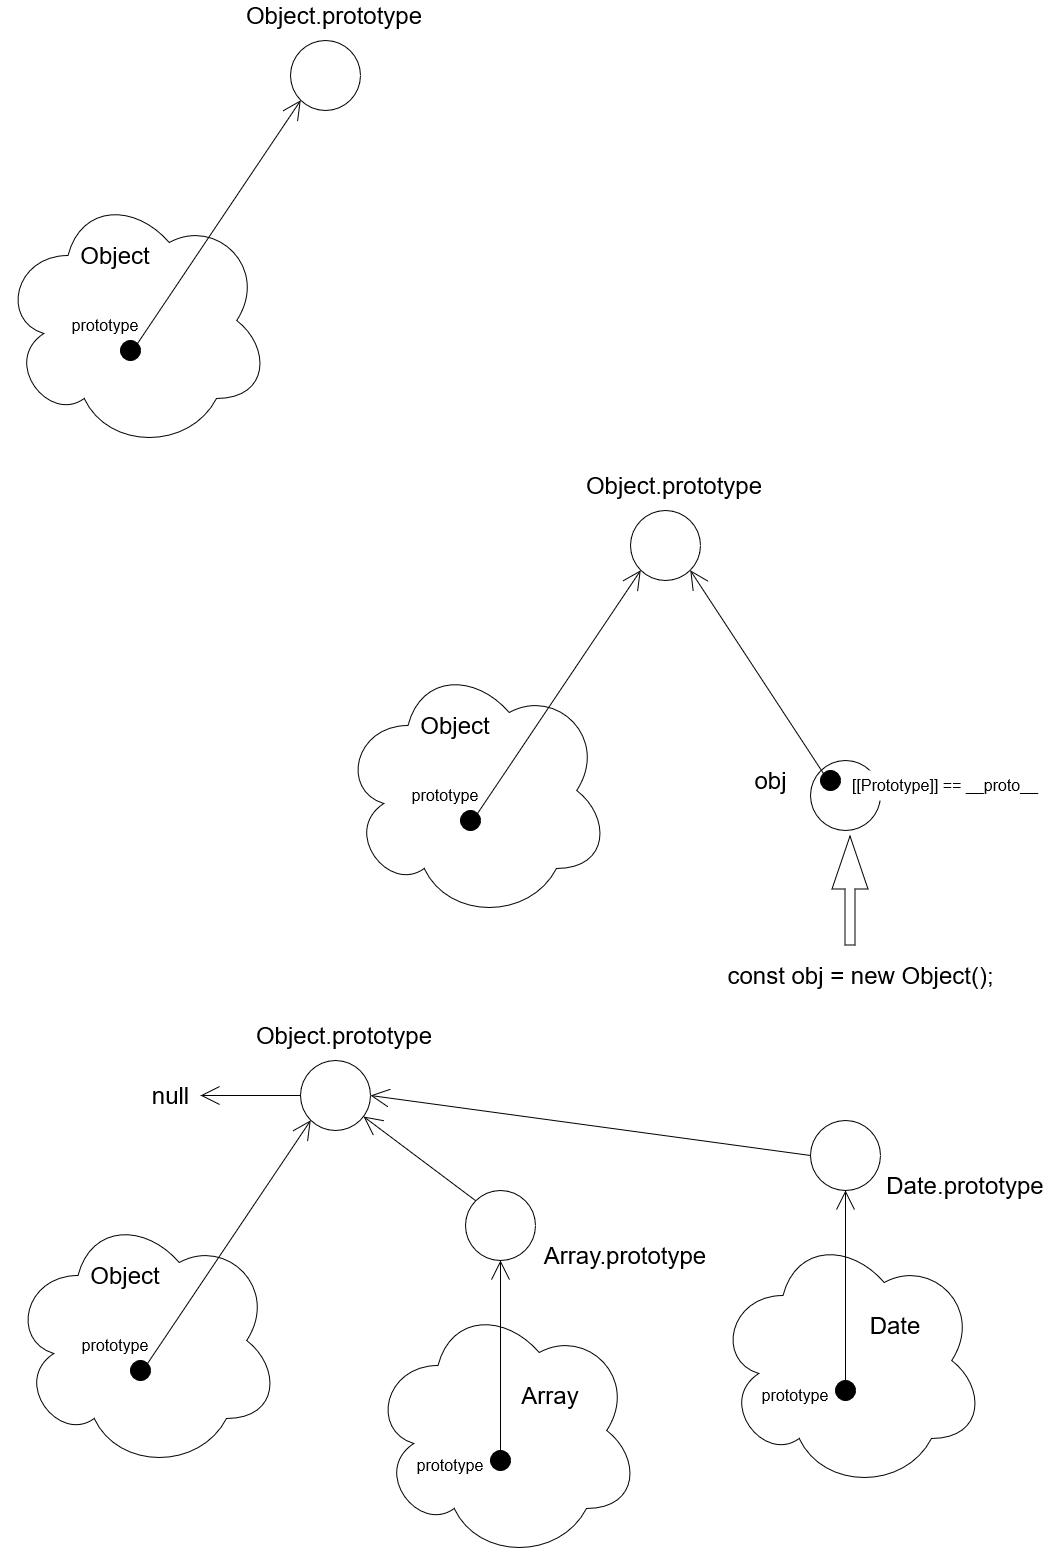 Object.prototype
Object
prototype
Object.prototype
Object
prototype
obj
[[Prototype]] == __proto__
const obj = new Object();
Object.prototype
null
Date.prototype
Array.prototype
Object
prototype
Date
prototype
Array
prototype